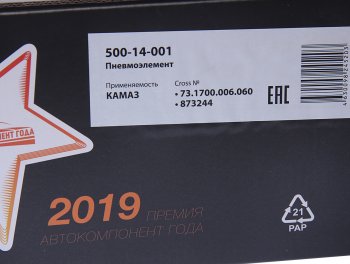 500-14-001
Пневмоэлемент
Применяемость
КАМАЗ
Cross №
• 73.1700.006.060
• 873244
EAC
НЕНТ ГОДА
2019 ПРЕМИЯ
АВТОКОМПОНЕНТ ГОДА
21
PAP